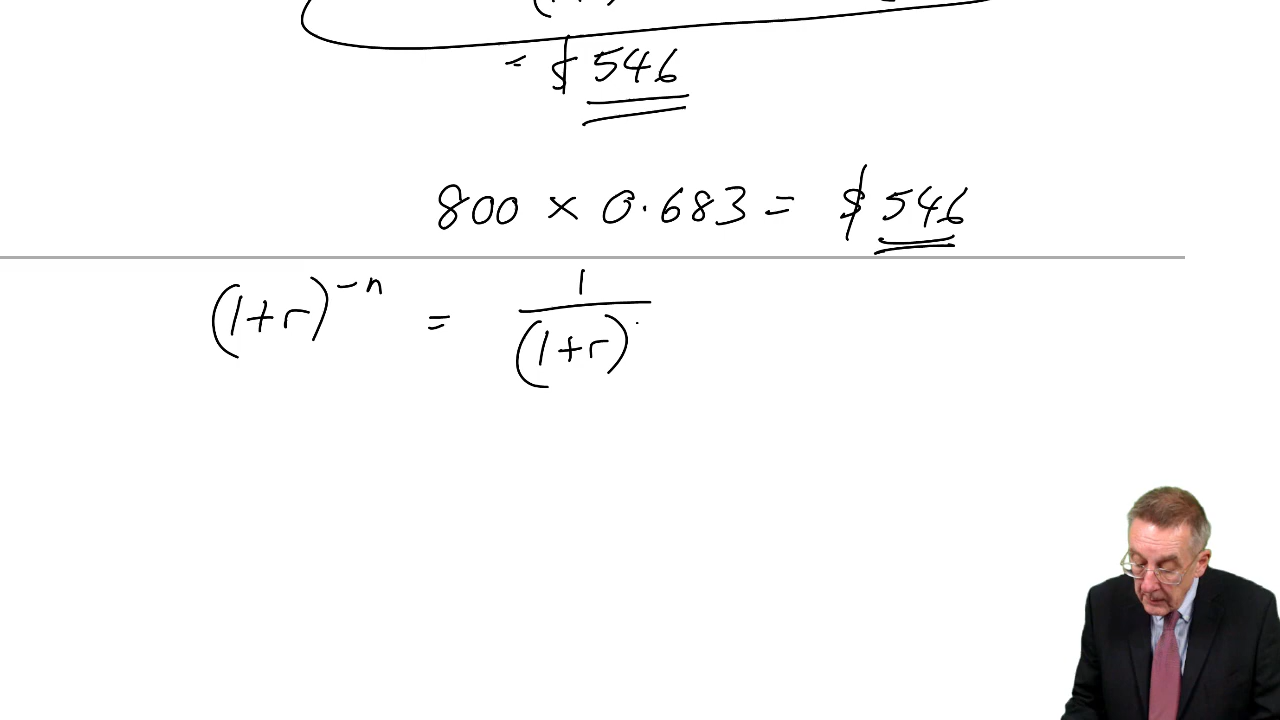 = $546
800 × 0.683 = $546
(1+r)^-n = 1/(1+r)